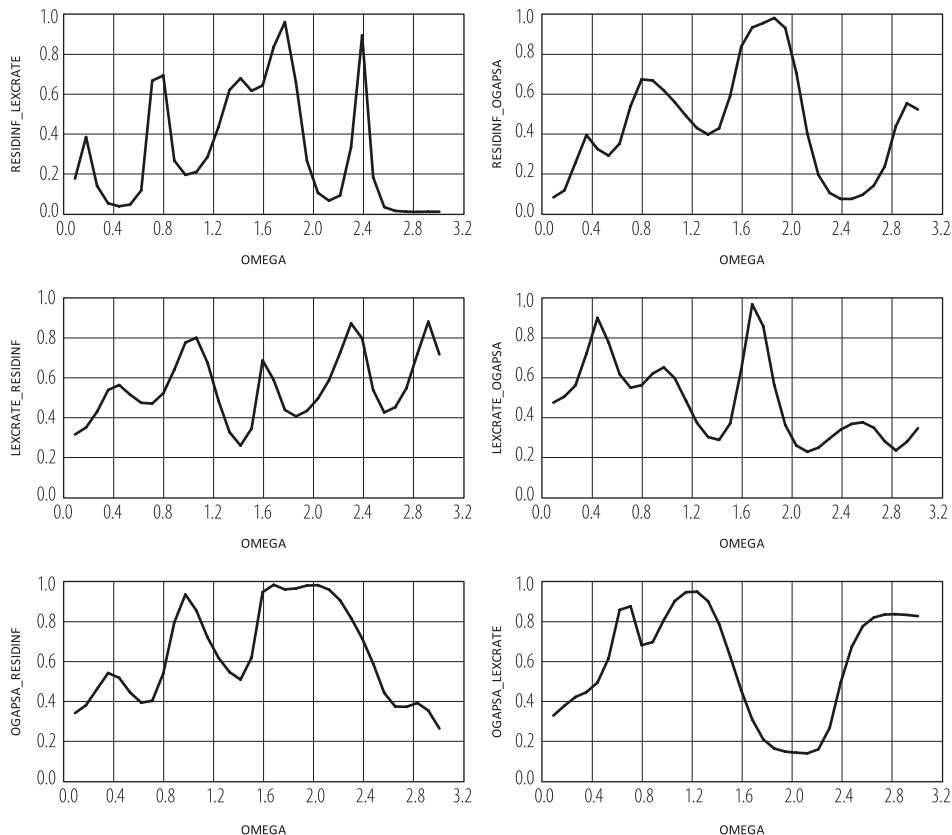 RESIDINF_LEXCRATE
1.0
0.8
0.6
0.4
0.2
0.0
0.0 0.4 0.8 1.2 1.6 2.0 2.4 2.8 3.2
OMEGA
RESIDINF_OGAPSA
1.0
0.8
0.6
0.4
0.2
0.0
0.0 0.4 0.8 1.2 1.6 2.0 2.4 2.8 3.2
OMEGA
LEXCRATE_RESIDINF
1.0
0.8
0.6
0.4
0.2
0.0
0.0 0.4 0.8 1.2 1.6 2.0 2.4 2.8 3.2
OMEGA
LEXCRATE_OGAPSA
1.0
0.8
0.6
0.4
0.2
0.0
0.0 0.4 0.8 1.2 1.6 2.0 2.4 2.8 3.2
OMEGA
OGAPSA_RESIDINF
1.0
0.8
0.6
0.4
0.2
0.0
0.0 0.4 0.8 1.2 1.6 2.0 2.4 2.8 3.2
OMEGA
OGAPSA_LEXCRATE
1.0
0.8
0.6
0.4
0.2
0.0
0.0 0.4 0.8 1.2 1.6 2.0 2.4 2.8 3.2
OMEGA